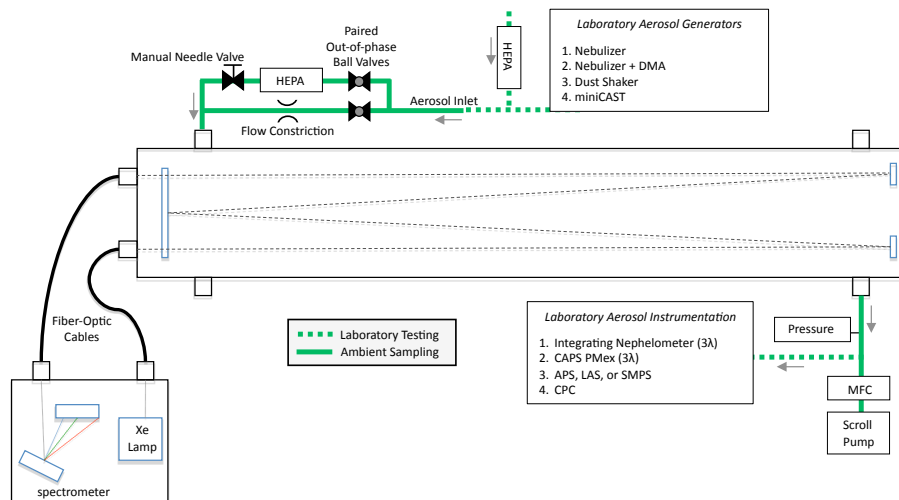 Paired
Out-of-phase
Ball Valves
Manual Needle Valve
HEPA
Flow Constriction
Aerosol Inlet
HEPA
Laboratory Aerosol Generators
1. Nebulizer
2. Nebulizer + DMA
3. Dust Shaker
4. miniCAST
Fiber-Optic
Cables
Laboratory Testing
Ambient Sampling
Laboratory Aerosol Instrumentation
1. Integrating Nephelometer (3λ)
2. CAPS PMex (3λ)
3. APS, LAS, or SMPS
4. CPC
Pressure
MFC
Scroll
Pump
Xe
Lamp
spectrometer